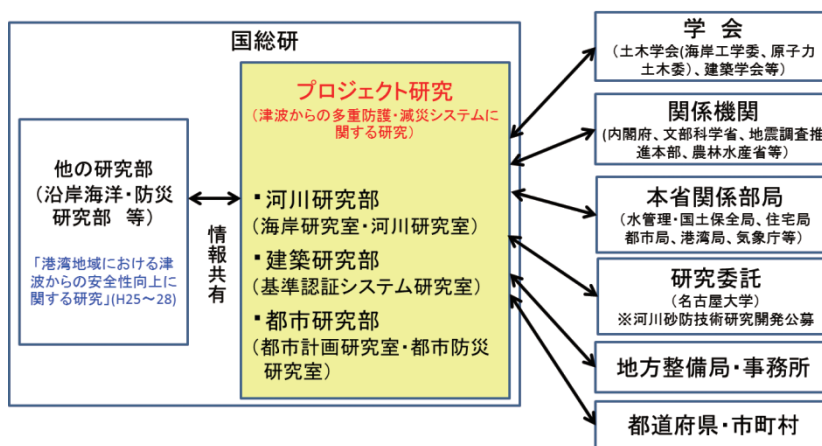 国総研
プロジェクト研究
(津波からの多重防護・減災システムに
関する研究)
他の研究部
(沿岸海洋・防災
研究部 等)
「港湾地域における津
波からの安全性向上に
関する研究」(H25～28)
情報共有
・河川研究部
(海岸研究室・河川研究室)
・建築研究部
(基準認証システム研究室)
・都市研究部
(都市計画研究室・都市防災
研究室)
学 会
(土木学会(海岸工学委、原子力
土木委)、建築学会等)
関係機関
(内閣府、文部科学省、地震調査推
進本部、農林水産省等)
本省関係部局
(水管理・国土保全局、住宅局
都市局、港湾局、気象庁等)
研究委託
(名古屋大学)
※河川砂防技術研究開発公募
地方整備局・事務所
都道府県・市町村